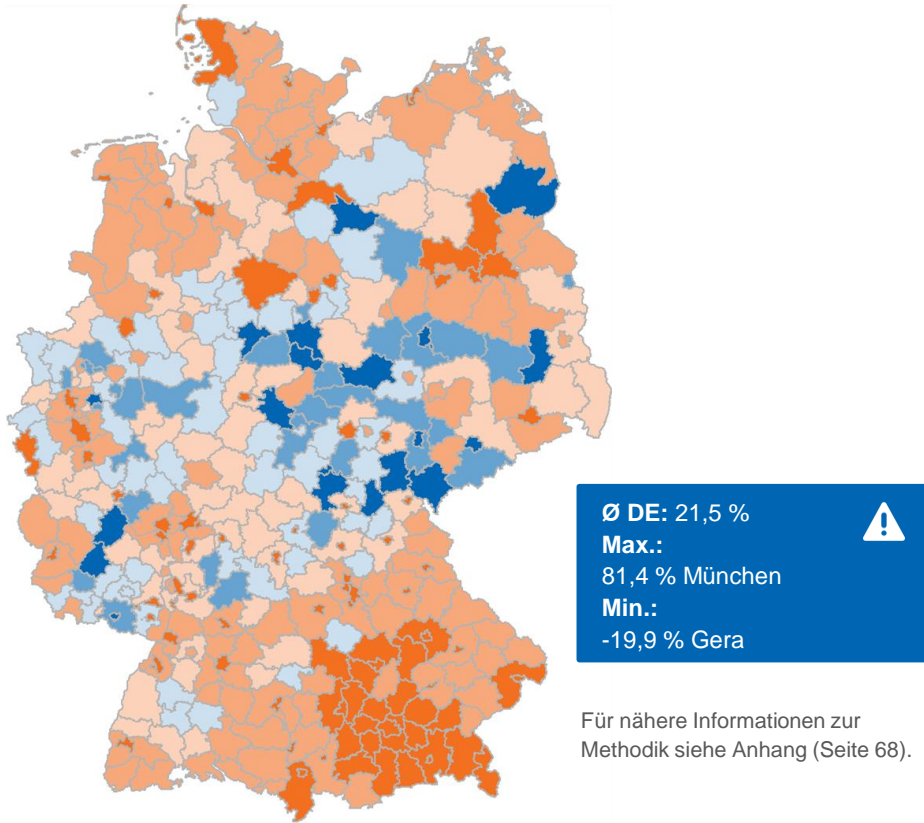 Ø DE: 21,5 %
Max.:
81,4 % München
Min.:
-19,9 % Gera
Für nähere Informationen zur
Methodik siehe Anhang (Seite 68).